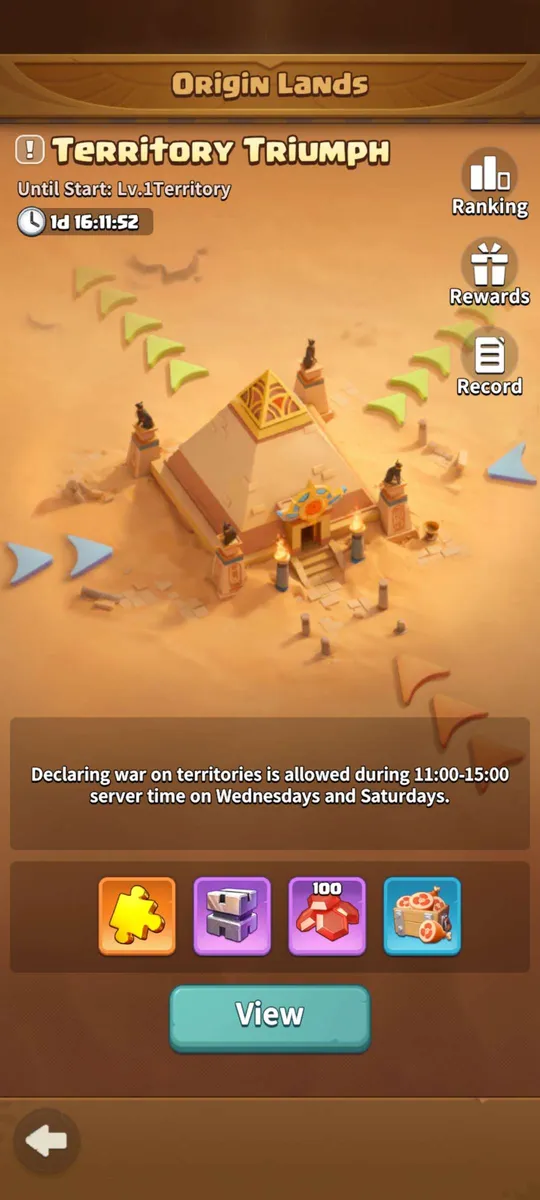 Origin Lands
! Territory Triumph
Until Start: Lv.1Territory
1d 16:11:52
Ranking
Rewards
Record
Declaring war on territories is allowed during 11:00-15:00
server time on Wednesdays and Saturdays.
100
View